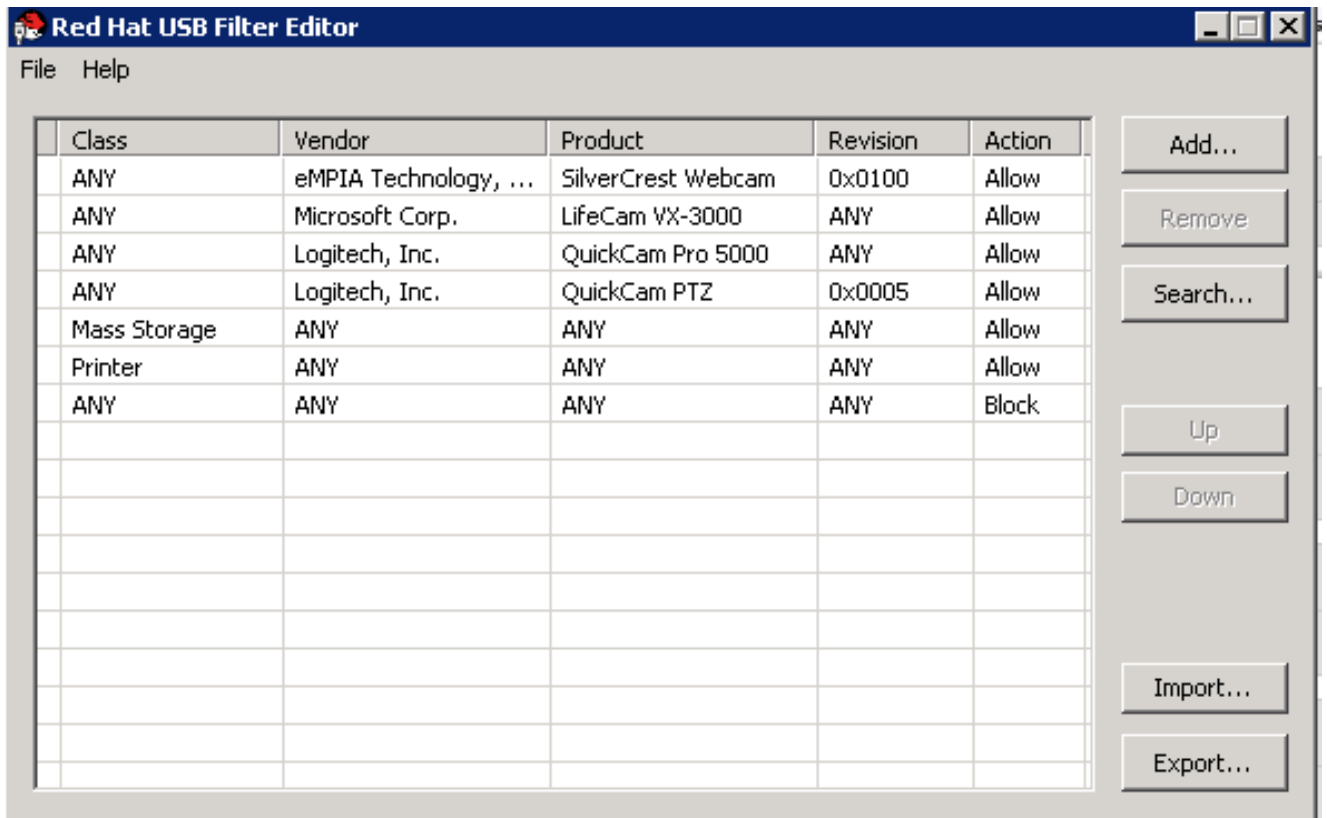 Red Hat USB Filter Editor
File Help
Class Vendor Product Revision Action
ANY eMPIA Technology, ... SilverCrest Webcam 0x0100 Allow
ANY Microsoft Corp. LifeCam VX-3000 ANY Allow
ANY Logitech, Inc. QuickCam Pro 5000 ANY Allow
ANY Logitech, Inc. QuickCam PTZ 0x0005 Allow
Mass Storage ANY ANY ANY Allow
Printer ANY ANY ANY Allow
ANY ANY ANY ANY Block
Add...
Remove
Search...
Up
Down
Import...
Export...